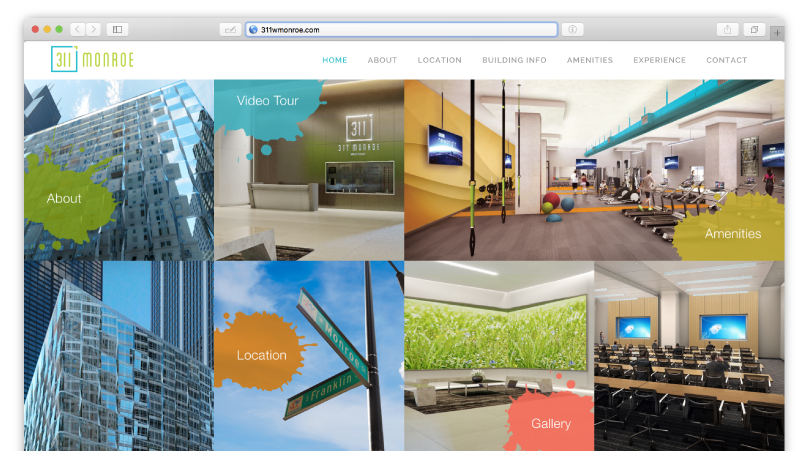 311wmonroe.com
311 MONROE
HOME ABOUT LOCATION BUILDING INFO AMENITIES EXPERIENCE CONTACT
Video Tour
311
311 MONROE
About
Amenities
Monroe
Location
Franklin
Gallery